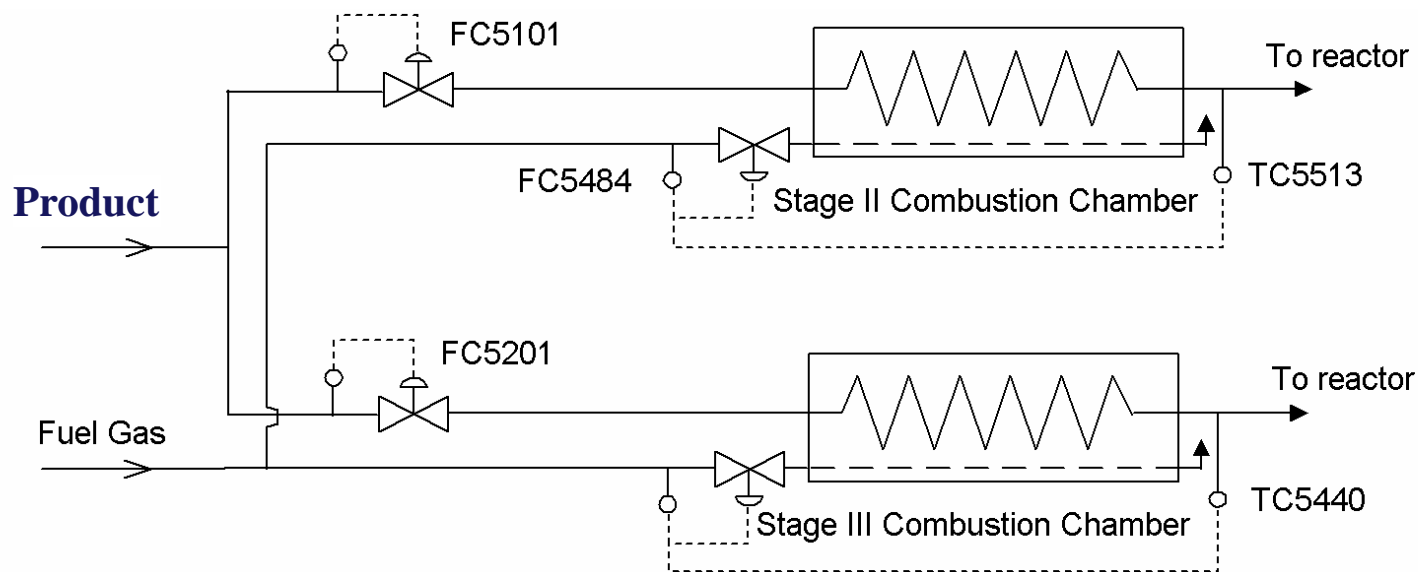 FC5101
To reactor
FC5484
TC5513
Stage II Combustion Chamber
Product
FC5201
To reactor
Fuel Gas
TC5440
Stage III Combustion Chamber